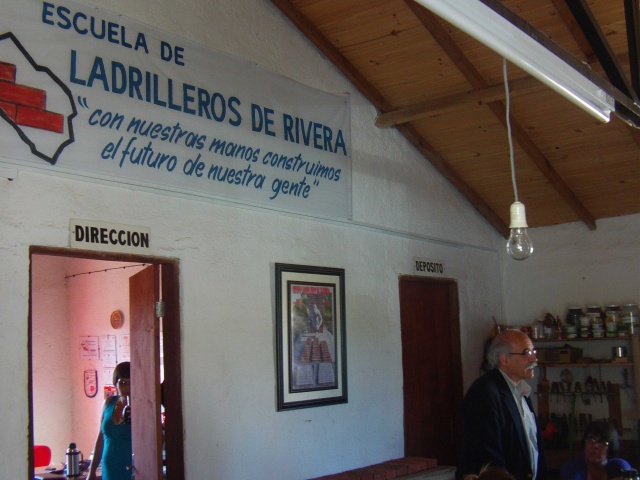 ESCUELA DE
LADRILLEROS DE RIVERA
"con nuestras manos construimos
el futuro de nuestra gente"
DIRECCION
DEPOSITO